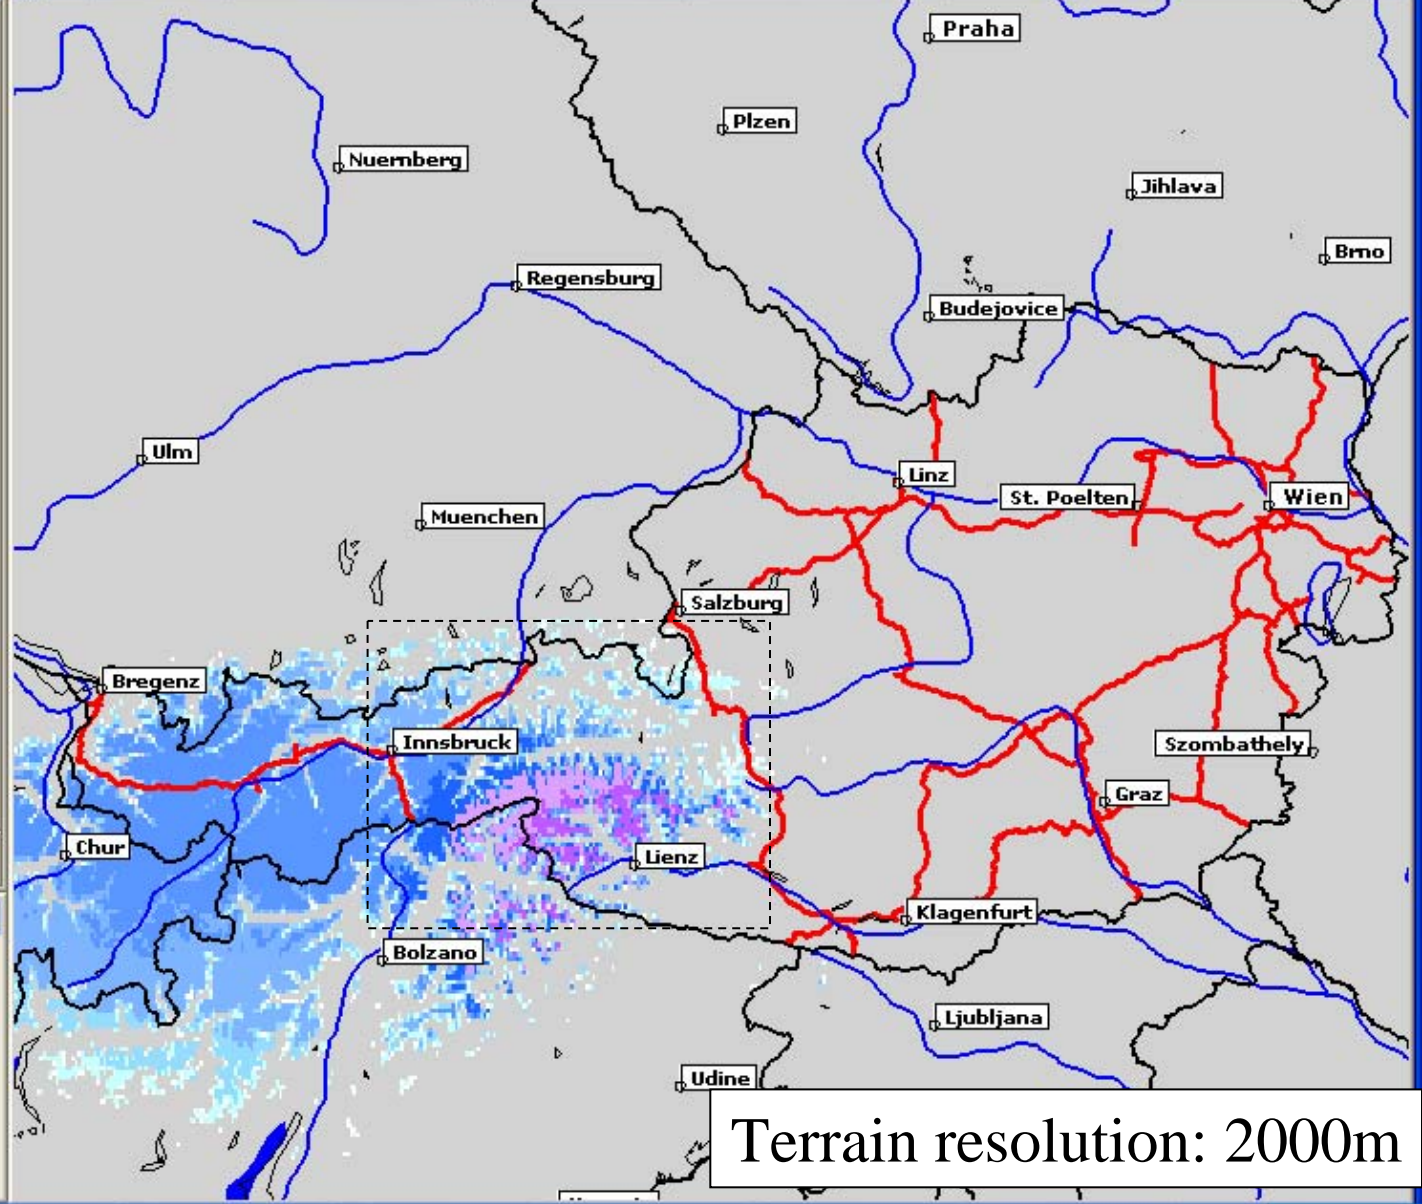 Praha
Plzen
Nuernberg
Jihlava
Brno
Regensburg
Budejovice
Ulm
Linz
St. Poelten
Wien
Muenchen
Salzburg
Bregenz
Innsbruck
Szombathely
Graz
Chur
Lienz
Klagenfurt
Bolzano
Ljubljana
Udine
Terrain resolution: 2000m